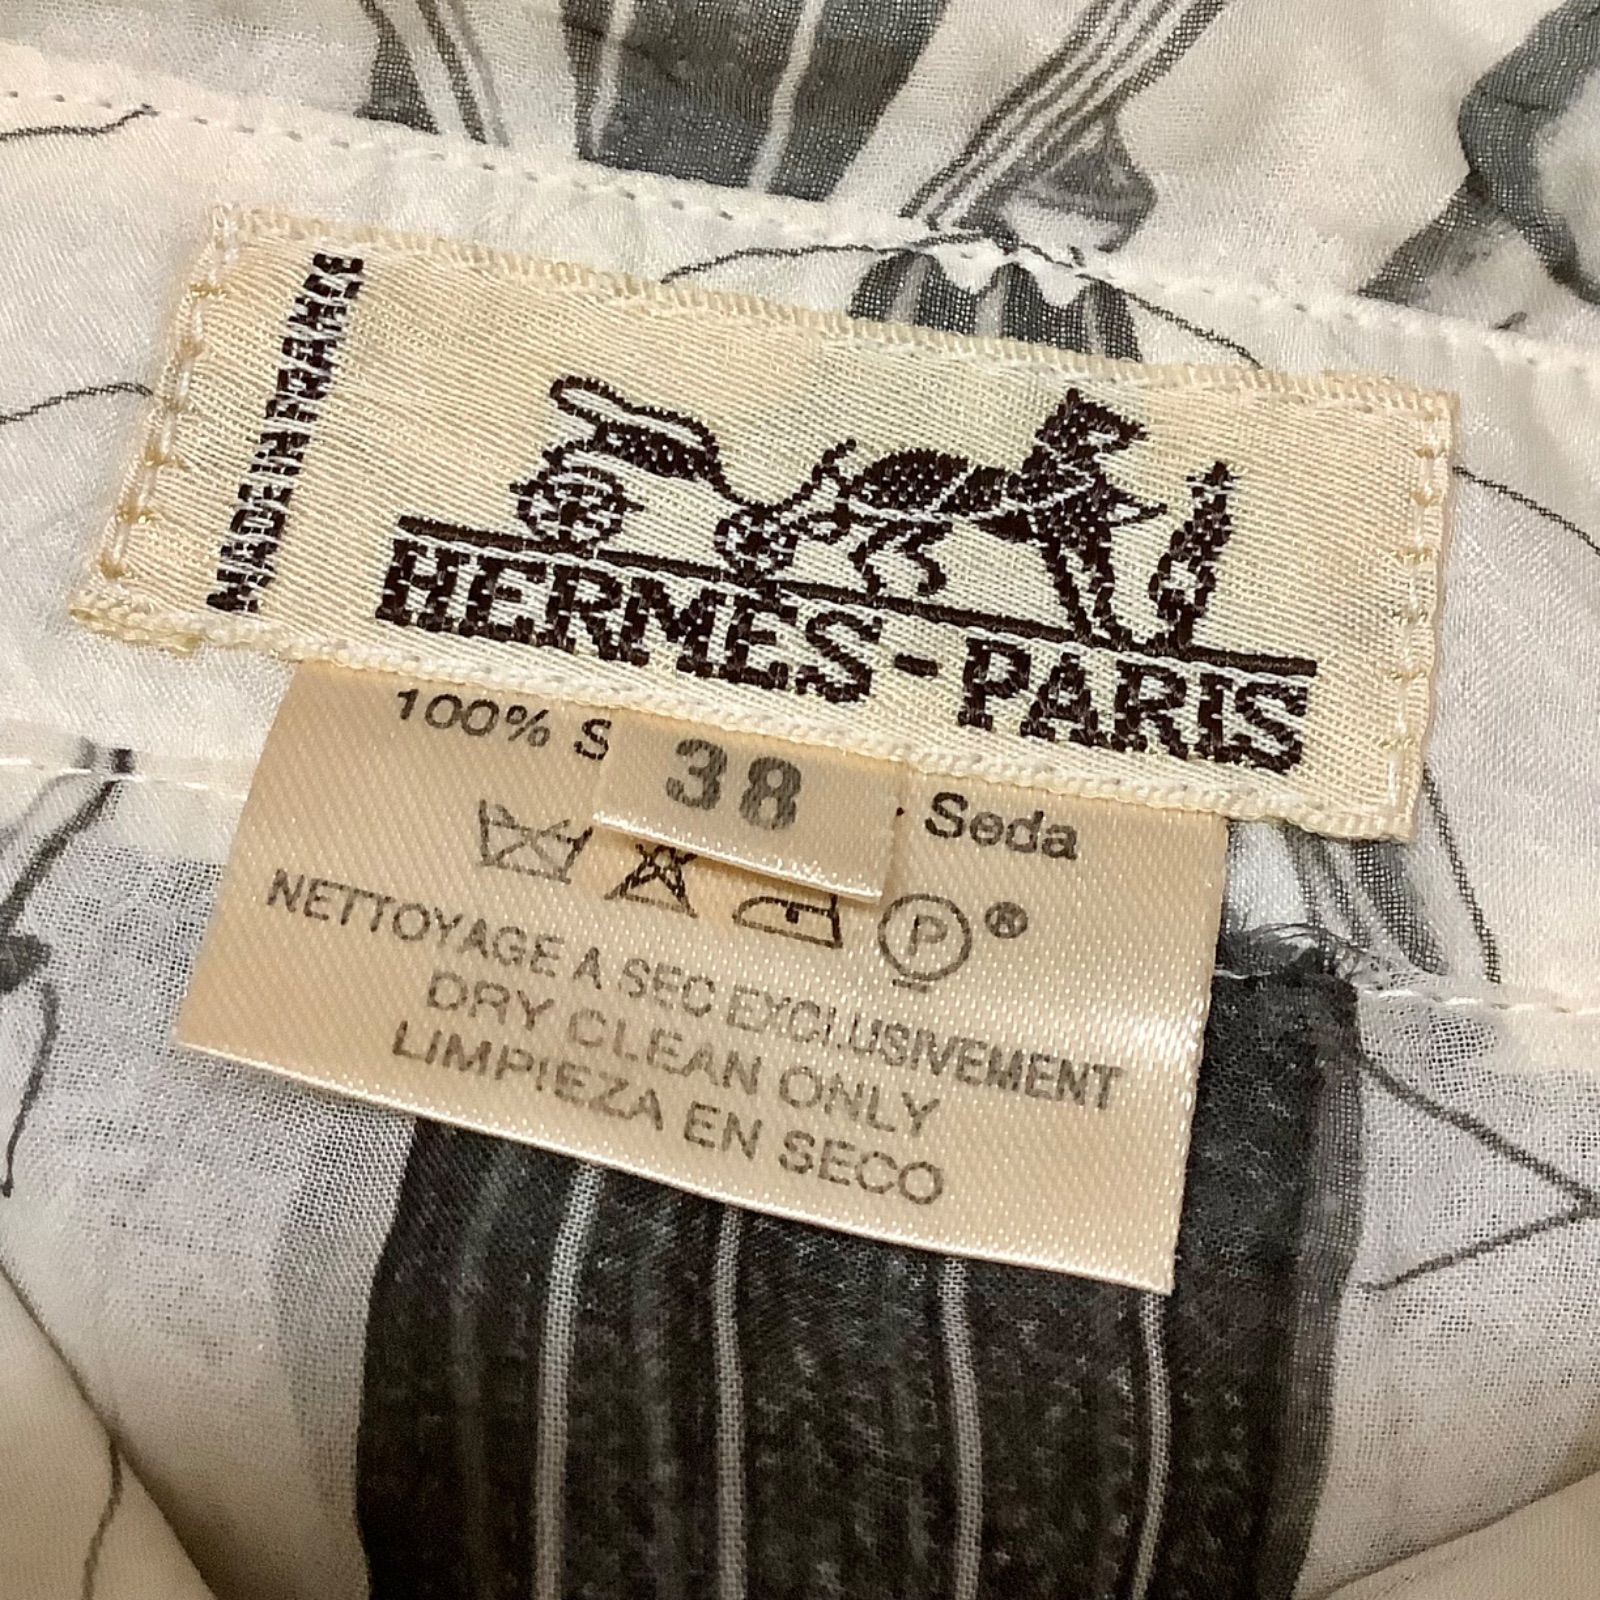 MADE IN FRANCE
HERMES-PARIS
100% S
38
Seda
P ®
NETTOYAGE A SEC EXCLUSIVEMENT
DRY CLEAN ONLY
LIMPIEZA EN SECO